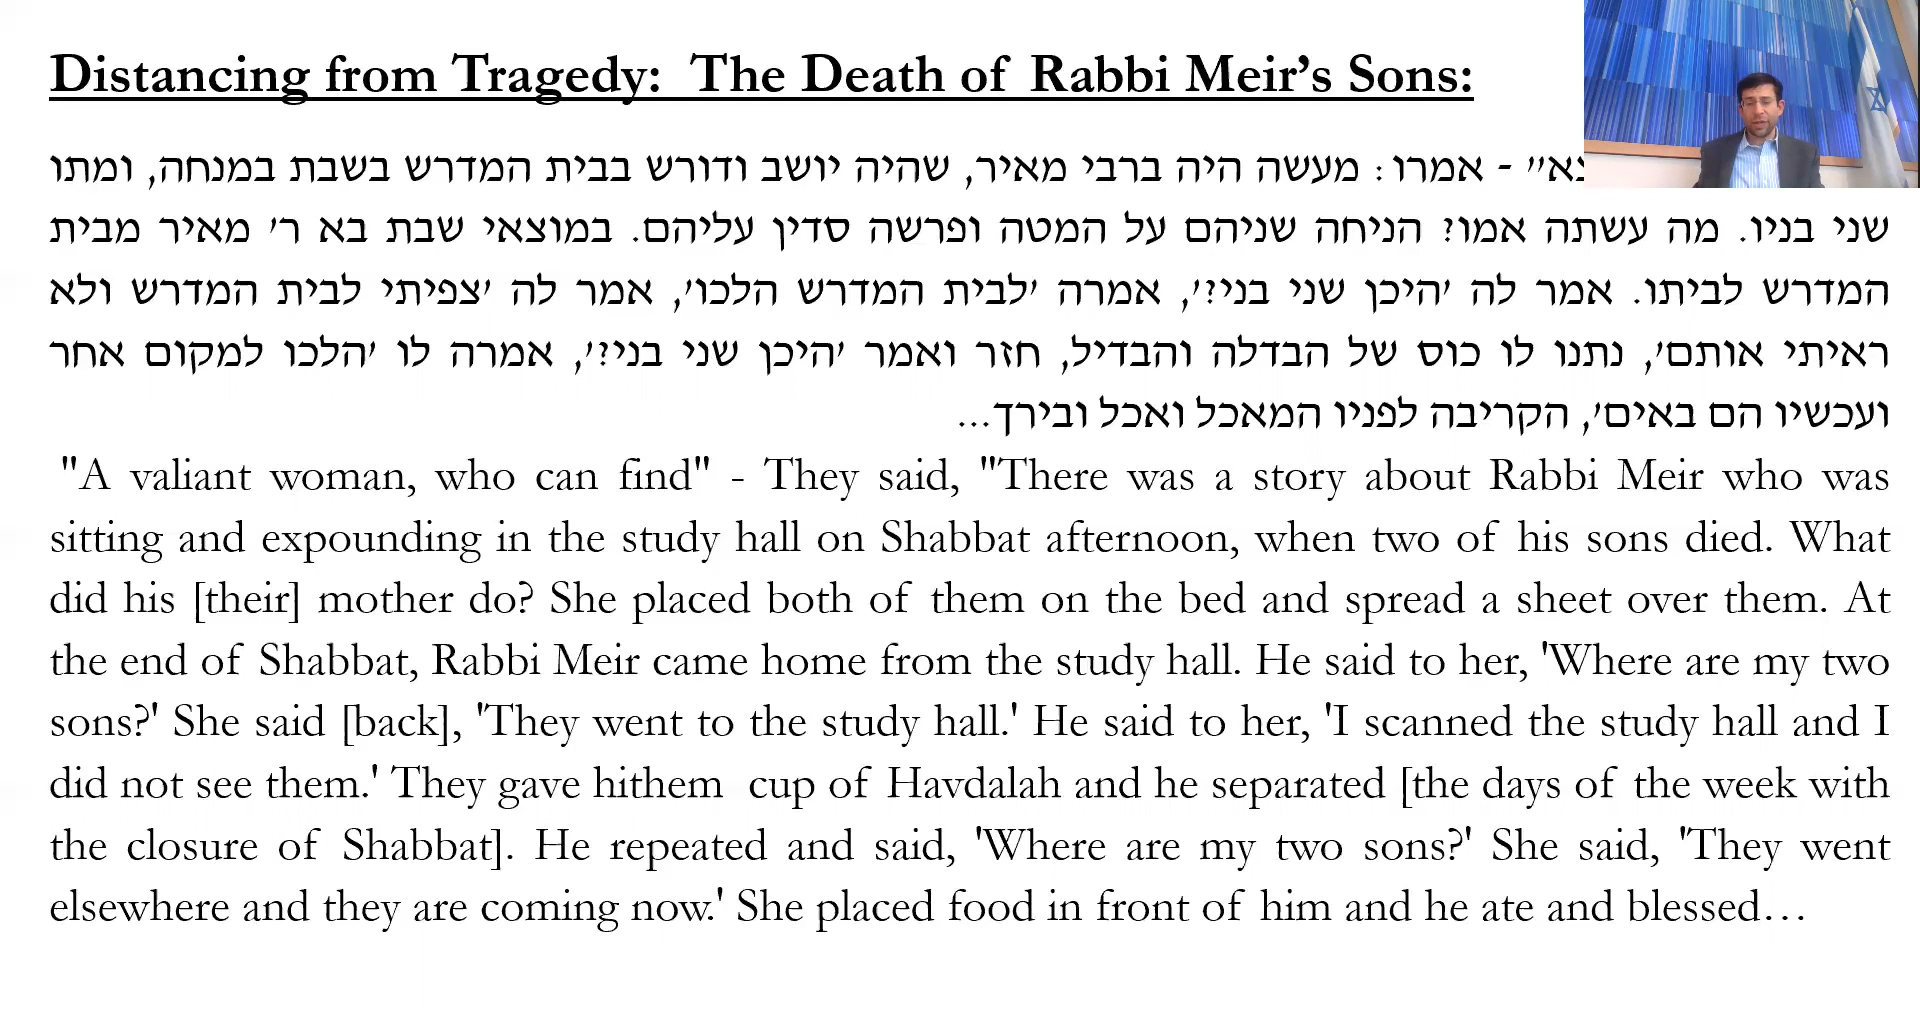 Distancing from Tragedy:  The Death of Rabbi Meir’s Sons:
- אמרו: מעשה היה ברבי מאיר, שהיה יושב ודורש בבית המדרש בשבת במנחה, ומתו
שני בניו. מה עשתה אמו? הניחה שניהם על המטה ופרשה סדין עליהם. במוצאי שבת בא ר' מאיר מבית
המדרש לביתו. אמר לה 'היכן שני בני?', אמרה 'לבית המדרש הלכו', אמר לה 'צפיתי לבית המדרש ולא
ראיתי אותם', נתנו לו כוס של הבדלה והבדיל, חזר ואמר 'היכן שני בני?', אמרה לו 'הלכו למקום אחר
ועכשיו הם באים', הקריבה לפניו המאכל ואכל ובירך...
"A valiant woman, who can find" - They said, "There was a story about Rabbi Meir who was
sitting and expounding in the study hall on Shabbat afternoon, when two of his sons died. What
did his [their] mother do? She placed both of them on the bed and spread a sheet over them. At
the end of Shabbat, Rabbi Meir came home from the study hall. He said to her, 'Where are my two
sons?' She said [back], 'They went to the study hall.' He said to her, 'I scanned the study hall and I
did not see them.' They gave hithem  cup of Havdalah and he separated [the days of the week with
the closure of Shabbat]. He repeated and said, 'Where are my two sons?' She said, 'They went
elsewhere and they are coming now.' She placed food in front of him and he ate and blessed…